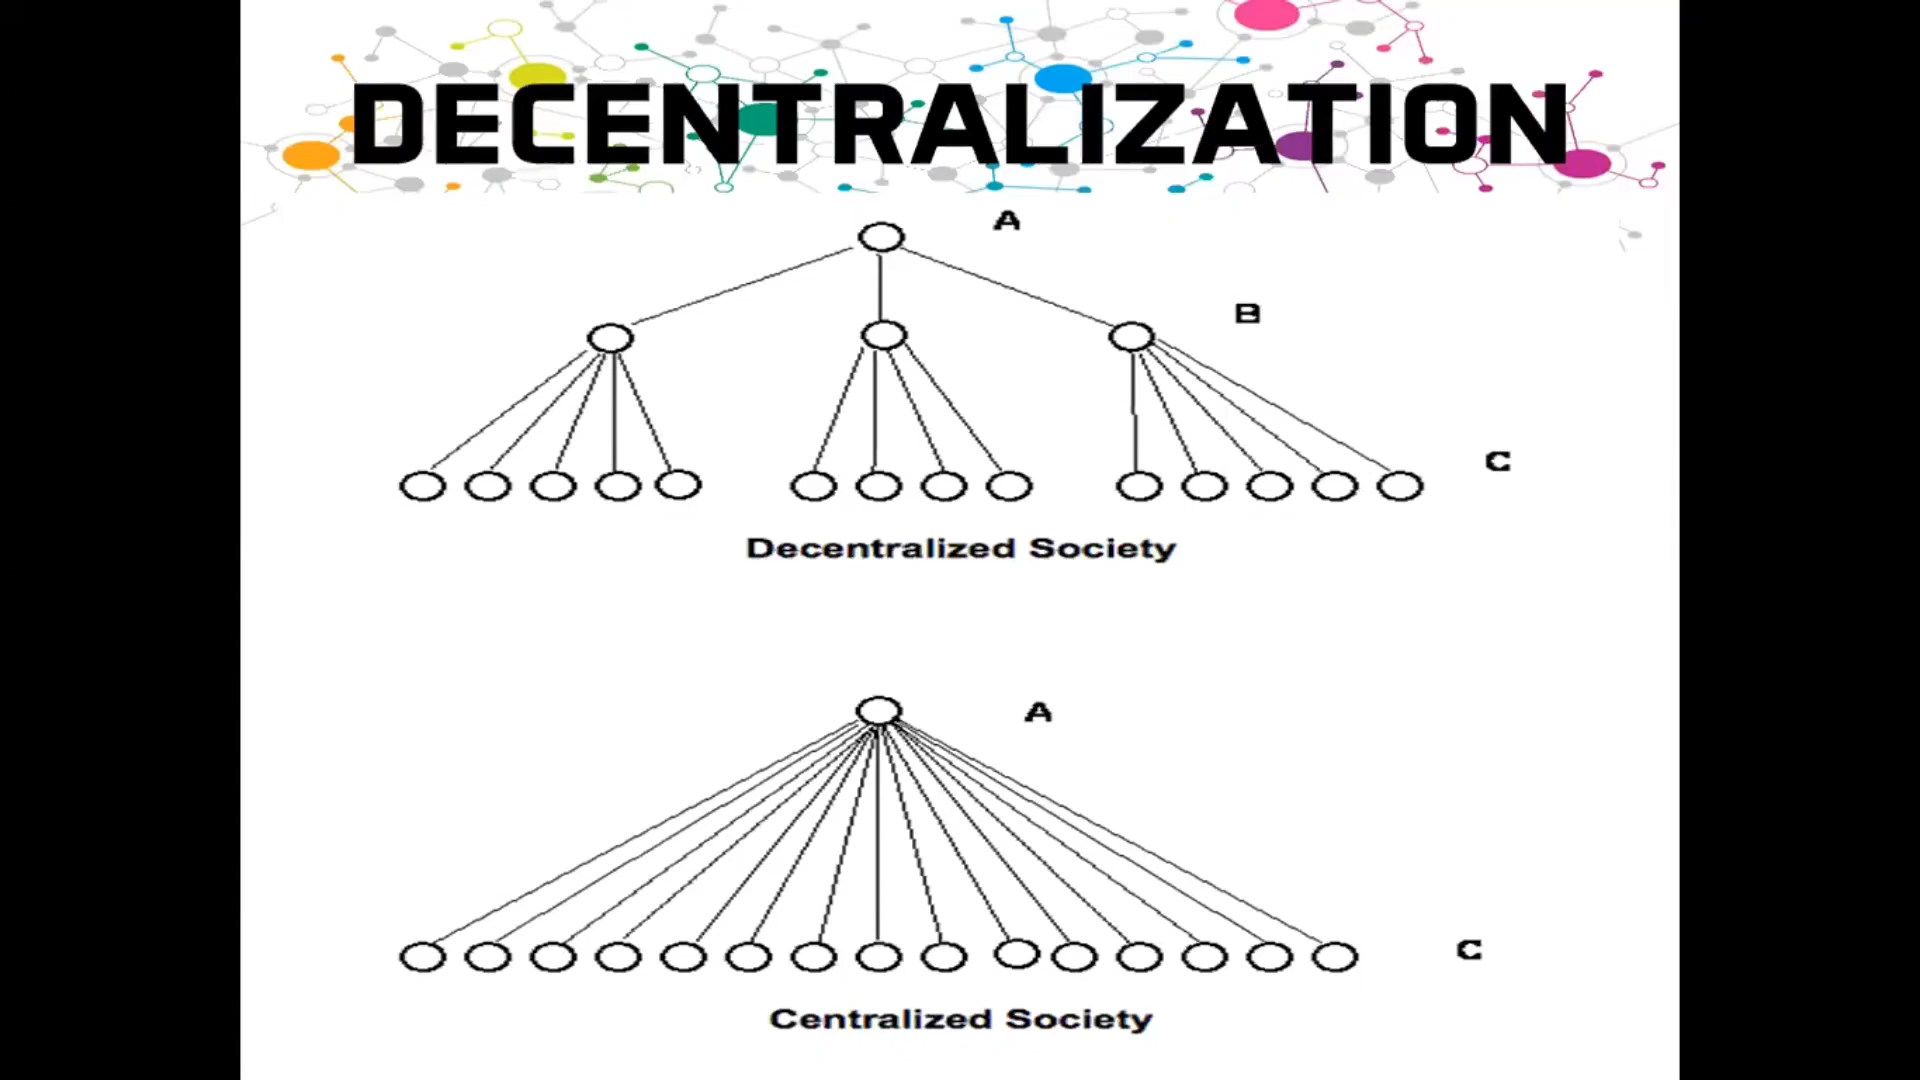 DECENTRALIZATION
A
B
C
Decentralized Society
A
C
Centralized Society